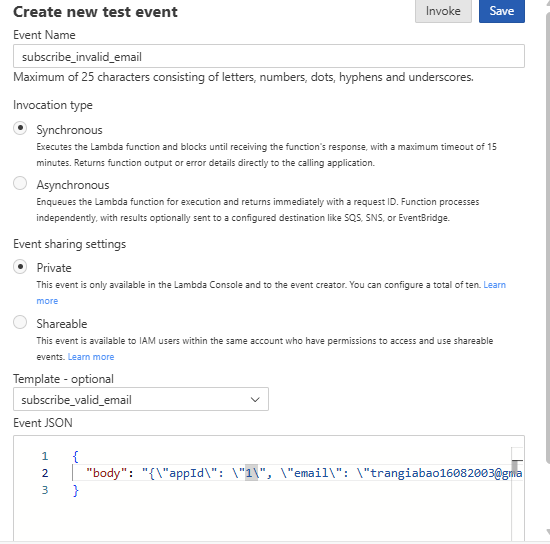 Create new test event
Invoke
Save
Event Name
subscribe_invalid_email
Maximum of 25 characters consisting of letters, numbers, dots, hyphens and underscores.
Invocation type
Synchronous
Executes the Lambda function and blocks until receiving the function's response, with a maximum timeout of 15
minutes. Returns function output or error details directly to the calling application.
Asynchronous
Enqueues the Lambda function for execution and returns immediately with a request ID. Function processes
independently, with results optionally sent to a configured destination like SQS, SNS, or EventBridge.
Event sharing settings
Private
This event is only available in the Lambda Console and to the event creator. You can configure a total of ten. Learn
more
Shareable
This event is available to IAM users within the same account who have permissions to access and use shareable
events. Learn more
Template - optional
subscribe_valid_email
Event JSON
1 {
2 "body": "{\"appId\": \"1\", \"email\": \"trangiabao16082003@gma
3 }